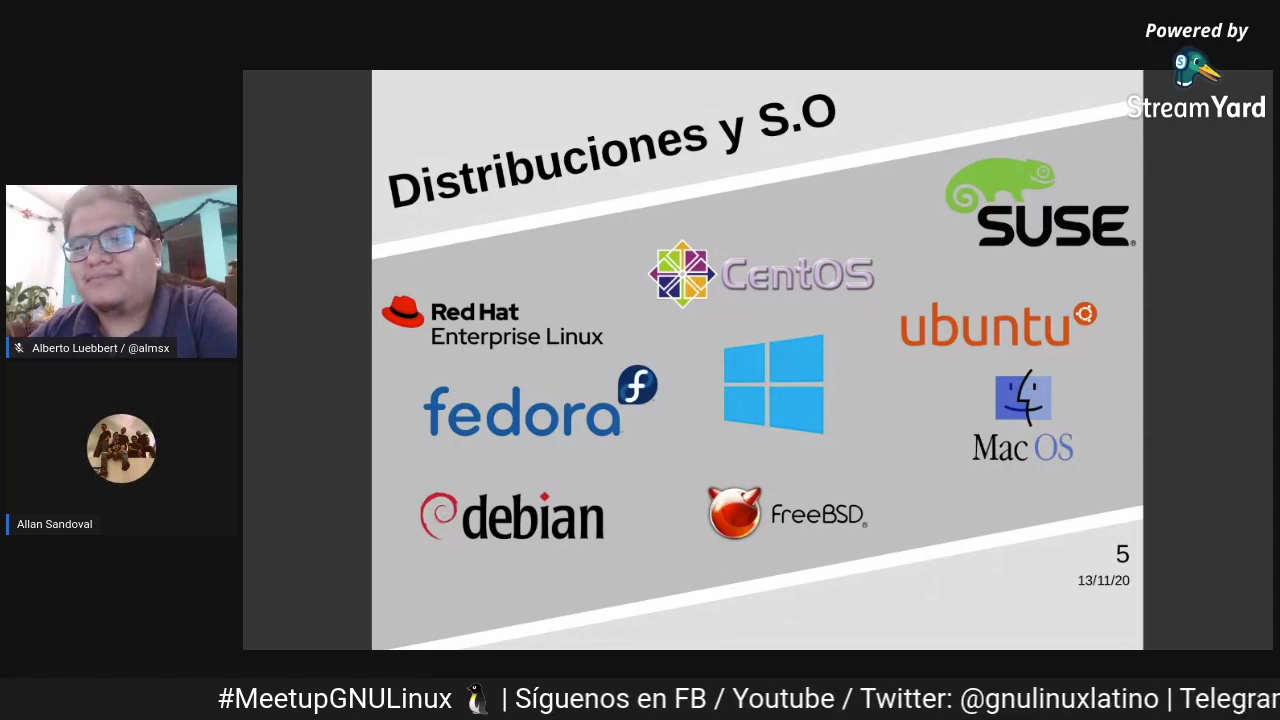 Powered by
StreamYard
Distribuciones y S.O
SUSE
CentOS
Red Hat
Enterprise Linux
ubuntu
fedora
Mac OS
debian
FreeBSD
5
13/11/20
Alberto Luebbert / @almsx
Allan Sandoval
#MeetupGNULinux 🐧 | Síguenos en FB / Youtube / Twitter: @gnulinuxlatino | Telegra